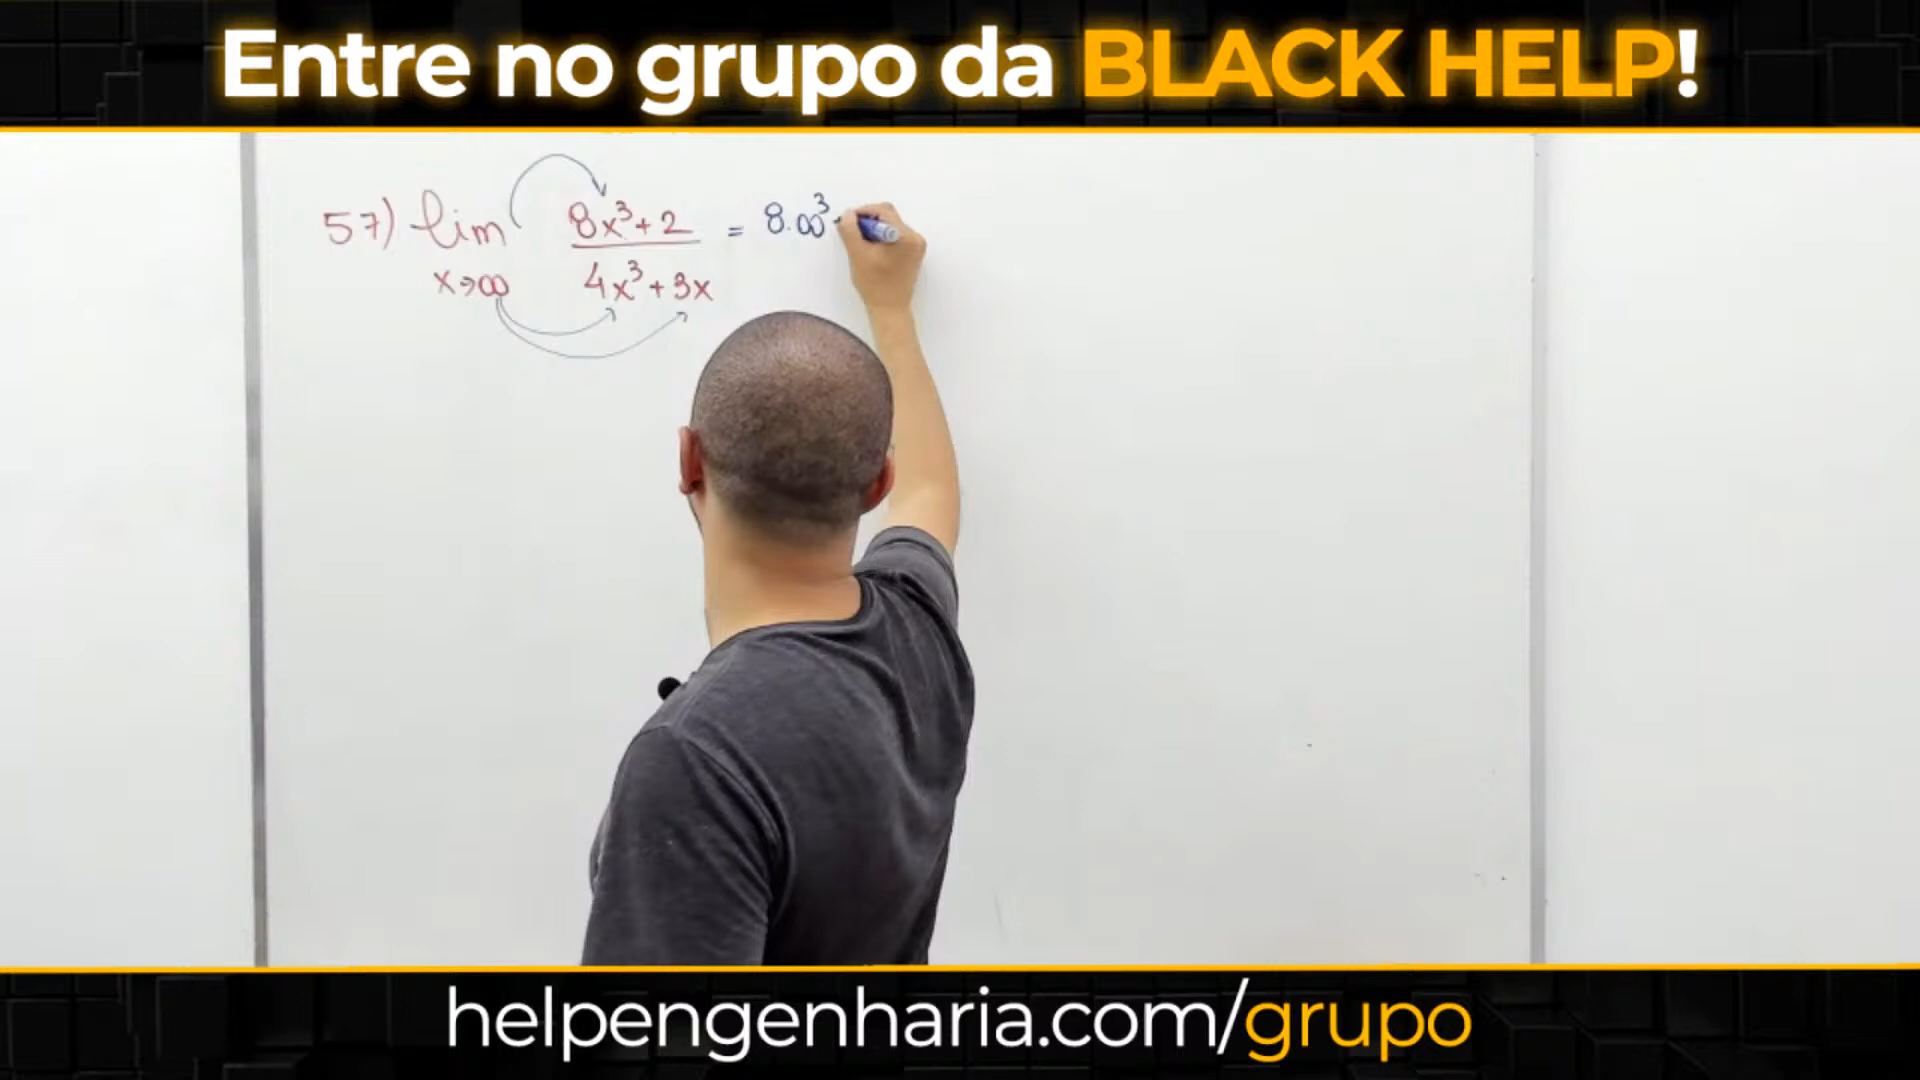 Entre no grupo da BLACK HELP!
57) lim 8x³+2 = 8.∞³
x→∞ 4x³+3x
helpengenharia.com/grupo